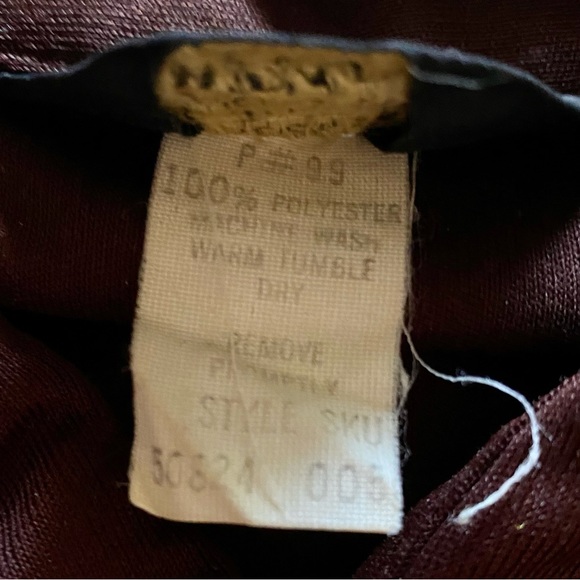 P# 99
100% POLYESTER
MACHINE WASH
WARM TUMBLE
DRY
REMOVE
PROMPTLY
STYLE SKU
50824 006